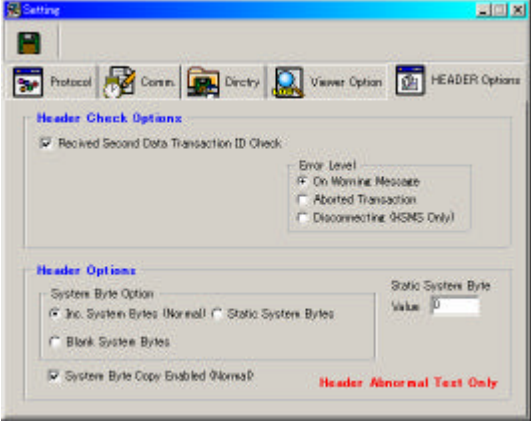 Setting
Protocol
Comm.
Dirctry
Viewer Option
HEADER Options
Header Check Options
Recived Second Data Transaction ID Check
Error Level
On Worning Message
Aborted Transaction
Disconnecting (HSMS Only)
Header Options
System Byte Option
Inc. System Bytes (Normal) Static System Bytes
Blank System Bytes
Static System Byte
Value 0
System Byte Copy Enabled (Normal)
Header Abnormal Text Only